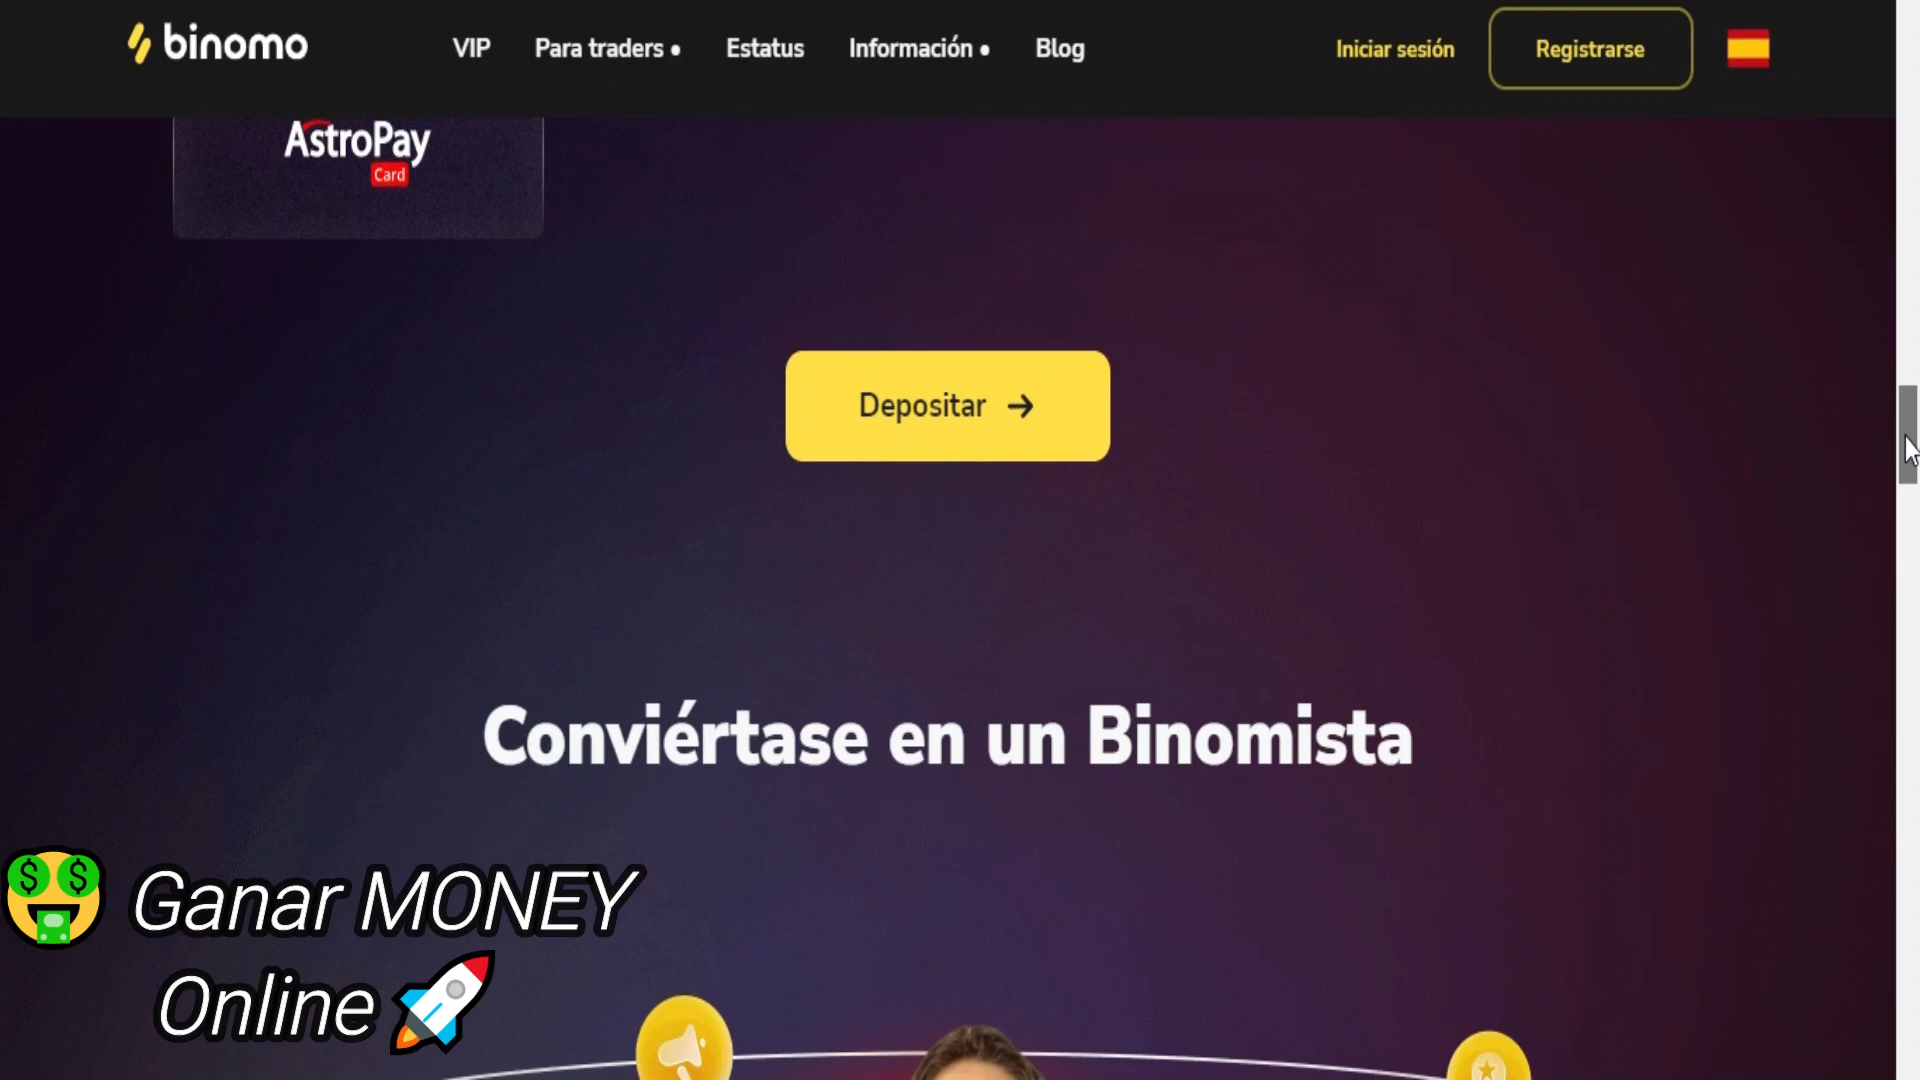 binomo
VIP
Para traders
Estatus
Información
Blog
Iniciar sesión
Registrarse
AstroPay
Card
Depositar →
Conviértase en un Binomista
$ $ Ganar MONEY
Online